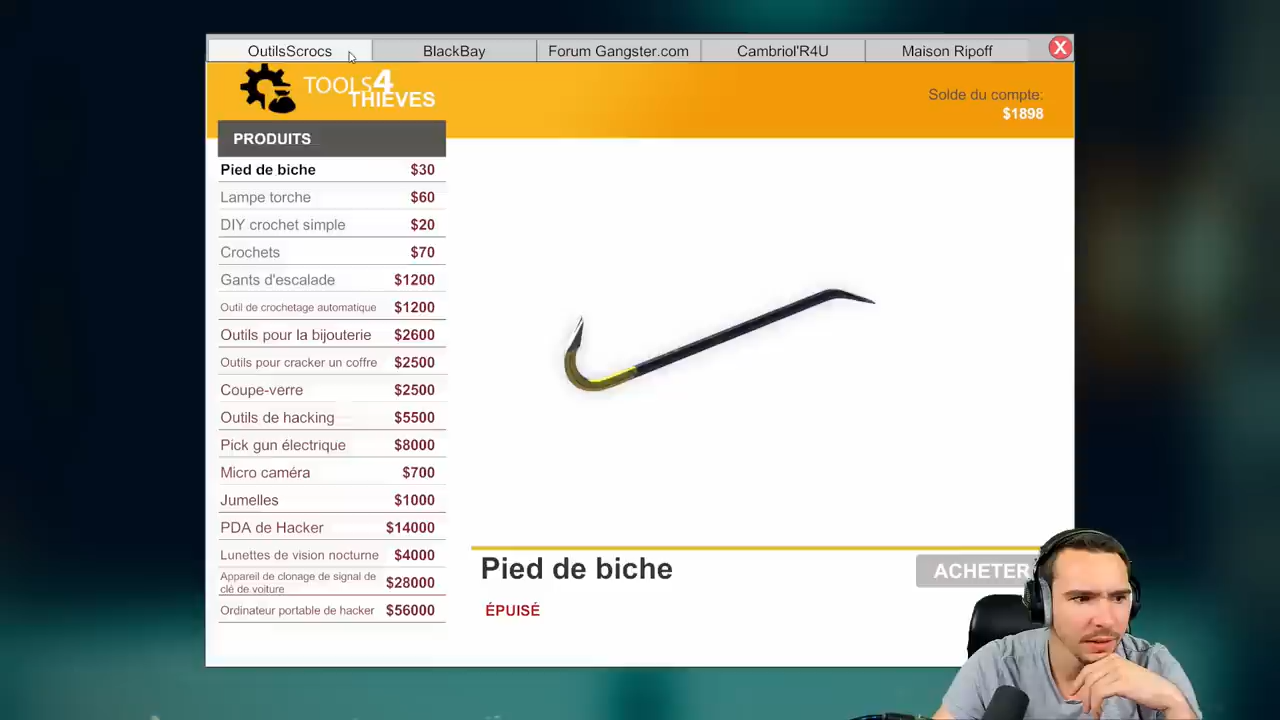 OutilsScrocs
BlackBay
Forum Gangster.com
Cambriol'R4U
Maison Ripoff
X
TOOLS4
THIEVES
Solde du compte:
$1898
PRODUITS
Pied de biche $30
Lampe torche $60
DIY crochet simple $20
Crochets $70
Gants d'escalade $1200
Outil de crochetage automatique $1200
Outils pour la bijouterie $2600
Outils pour cracker un coffre $2500
Coupe-verre $2500
Outils de hacking $5500
Pick gun électrique $8000
Micro caméra $700
Jumelles $1000
PDA de Hacker $14000
Lunettes de vision nocturne $4000
Appareil de clonage de signal de
clé de voiture $28000
Ordinateur portable de hacker $56000
Pied de biche
ACHETER
ÉPUISÉ